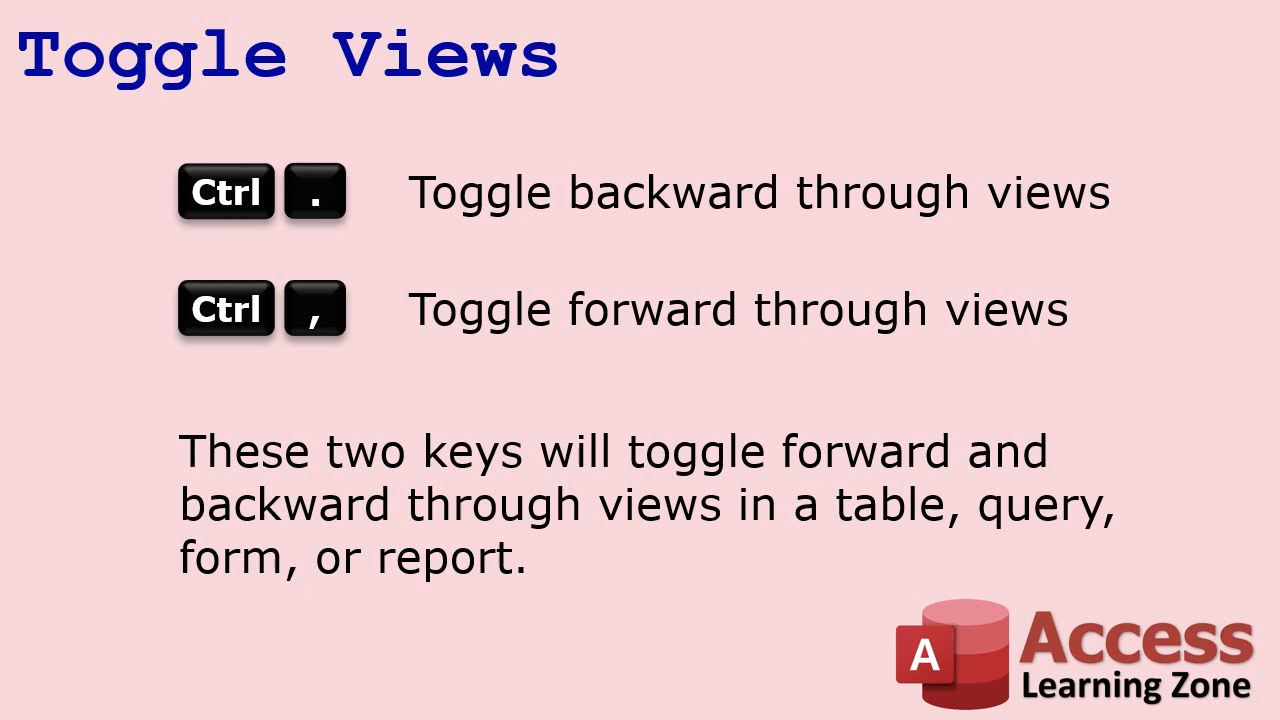 Toggle Views
Ctrl . Toggle backward through views
Ctrl , Toggle forward through views
These two keys will toggle forward and
backward through views in a table, query,
form, or report.
A Access
Learning Zone